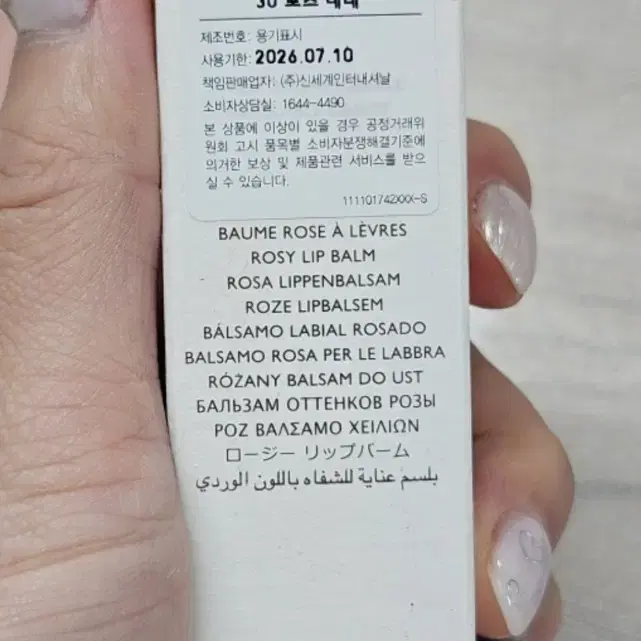 제조번호: 용기표시
사용기한: 2026.07.10
책임판매업자: (주)신세계인터내셔날
소비자상담실: 1644-4490
본 상품에 이상이 있을 경우 공정거래위
원회 고시 품목별 소비자분쟁해결기준에
의거한 보상 및 제품관련 서비스를 받으
실 수 있습니다.
111101742XXX-S
BAUME ROSE À LÈVRES
ROSY LIP BALM
ROSA LIPPENBALSAM
ROZE LIPBALSEM
BÁLSAMO LABIAL ROSADO
BALSAMO ROSA PER LE LABBRA
RÓŻANY BALSAM DO UST
БАЛЬЗАМ ОТТЕНКОВ РОЗЫ
ΡΟΖ ΒΑΛΣΑΜΟ ΧΕΙΛΙΩΝ
ロージー リップバーム
بلسم عناية للشفاه باللون الوردي